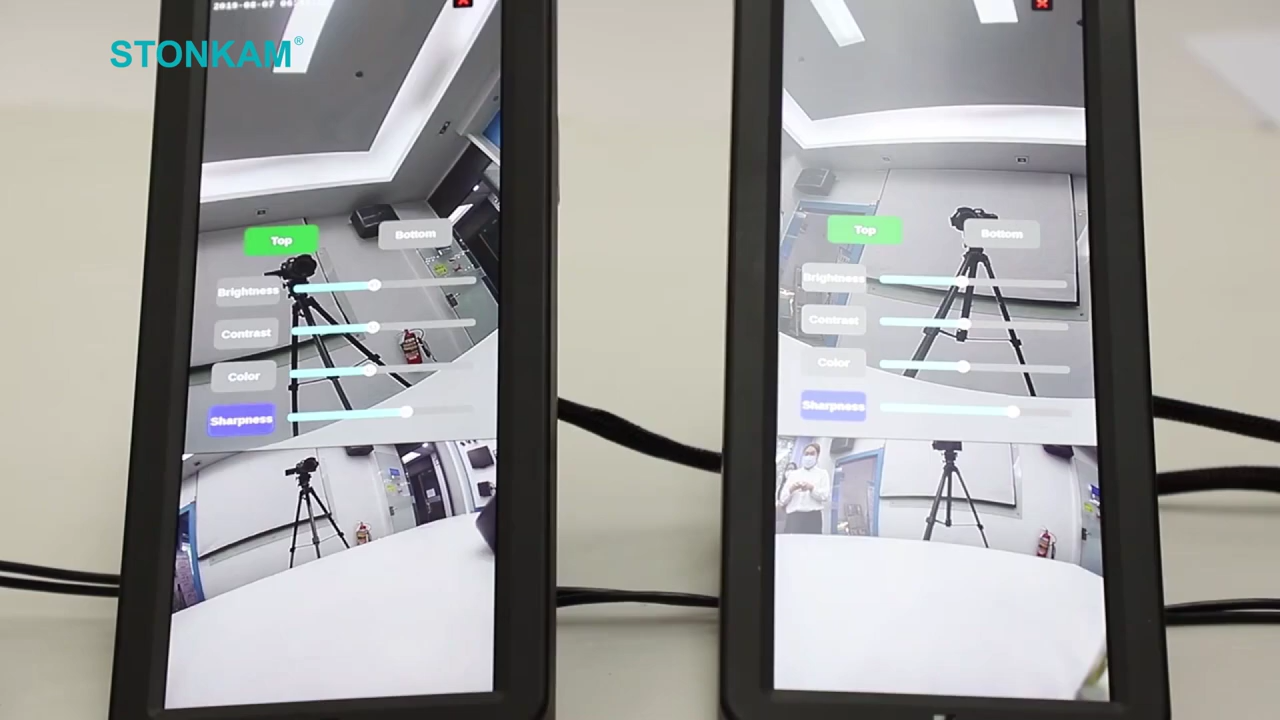 STONKAM®
Top
Bottom
Brightness
Contrast
Color
Sharpness
Top
Bottom
Brightness
Contrast
Color
Sharpness